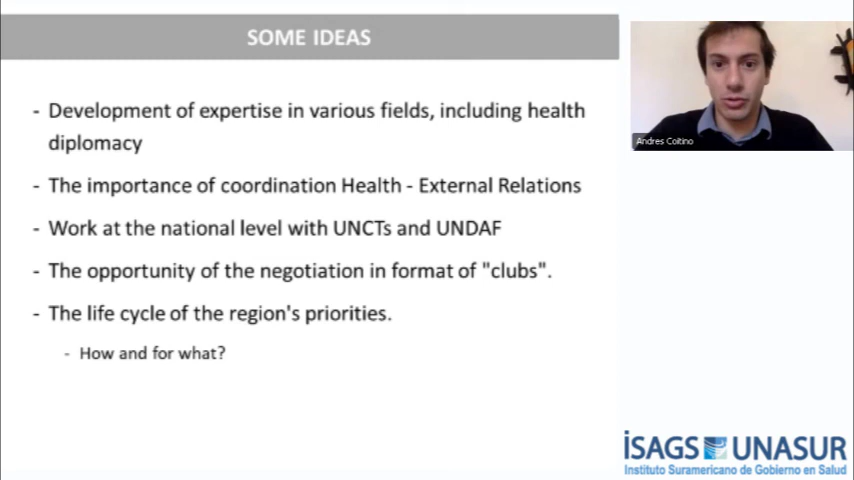 SOME IDEAS
- Development of expertise in various fields, including health
diplomacy
- The importance of coordination Health - External Relations
- Work at the national level with UNCTs and UNDAF
- The opportunity of the negotiation in format of "clubs".
- The life cycle of the region's priorities.
- How and for what?
Andres Coitino
iSAGS UNASUR
Instituto Suramericano de Gobierno en Salud